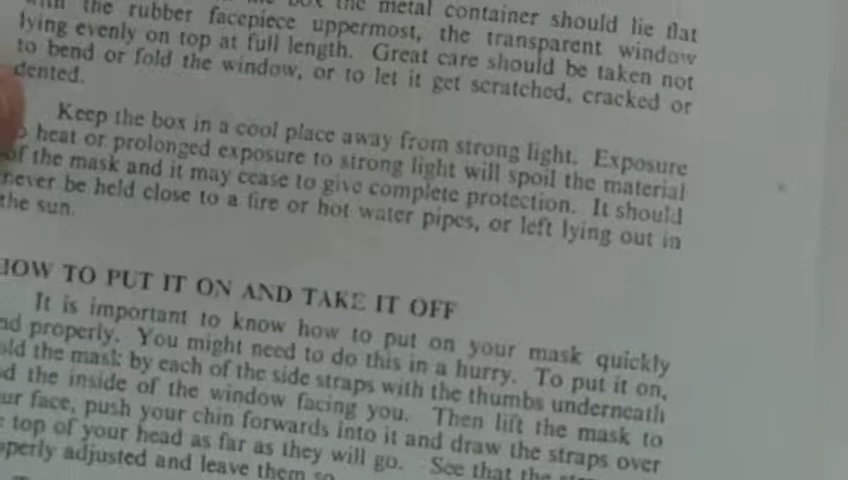 the rubber facepiece uppermost, the box the metal container should lie flat
lying evenly on top at full length. Great care should be taken not
to bend or fold the window, or to let it get scratched, cracked or
dented.
Keep the box in a cool place away from strong light. Exposure
heat or prolonged exposure to strong light will spoil the material
of the mask and it may cease to give complete protection. It should
never be held close to a fire or hot water pipes, or left lying out in
the sun.
HOW TO PUT IT ON AND TAKE IT OFF
It is important to know how to put on your mask quickly
properly. You might need to do this in a hurry. To put it on,
the mask by each of the side straps with the thumbs underneath
the inside of the window facing you. Then lift the mask to
face, push your chin forwards into it and draw the straps over
top of your head as far as they will go. See that the
adjusted and leave them so